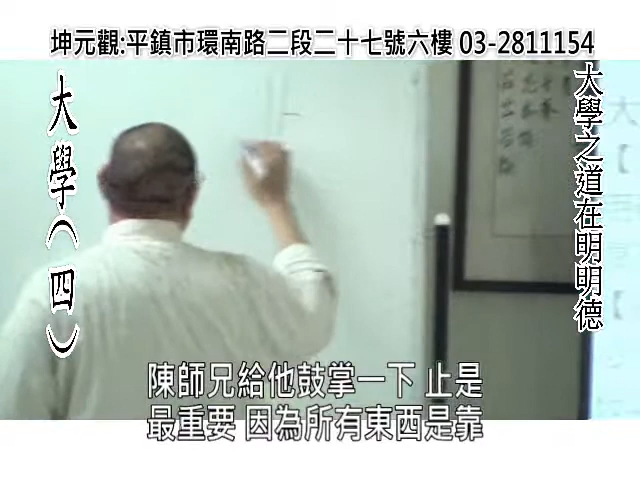 坤元觀:平鎮市環南路二段二十七號六樓 03-2811154
大學(四)
大學之道在明明德
陳師兄給他鼓掌一下 止是
最重要 因為所有東西是靠